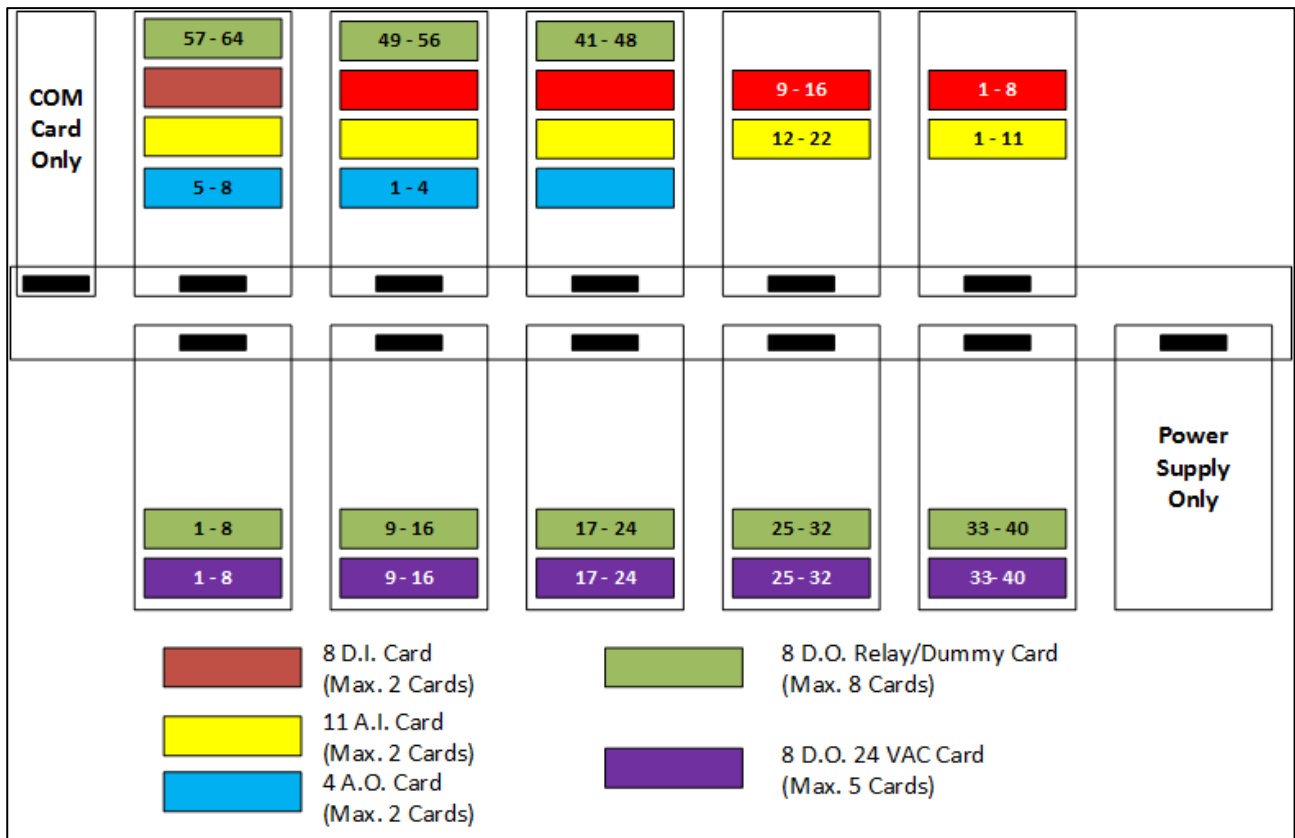 COM
Card
Only
57 - 64
49 - 56
41 - 48
9 - 16
1 - 8
12 - 22
1 - 11
5 - 8
1 - 4
1 - 8
9 - 16
17 - 24
25 - 32
33 - 40
1 - 8
9 - 16
17 - 24
25 - 32
33- 40
Power
Supply
Only
8 D.I. Card
(Max. 2 Cards)
11 A.I. Card
(Max. 2 Cards)
4 A.O. Card
(Max. 2 Cards)
8 D.O. Relay/Dummy Card
(Max. 8 Cards)
8 D.O. 24 VAC Card
(Max. 5 Cards)